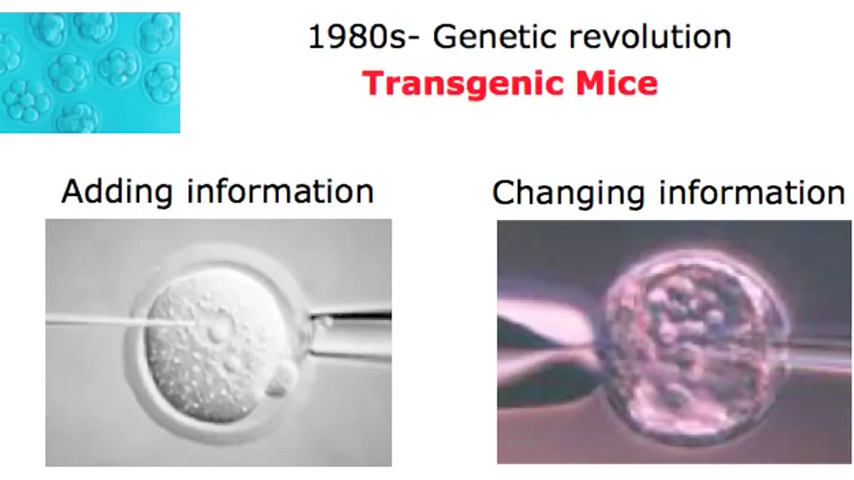 1980s- Genetic revolution
Transgenic Mice
Adding information
Changing information